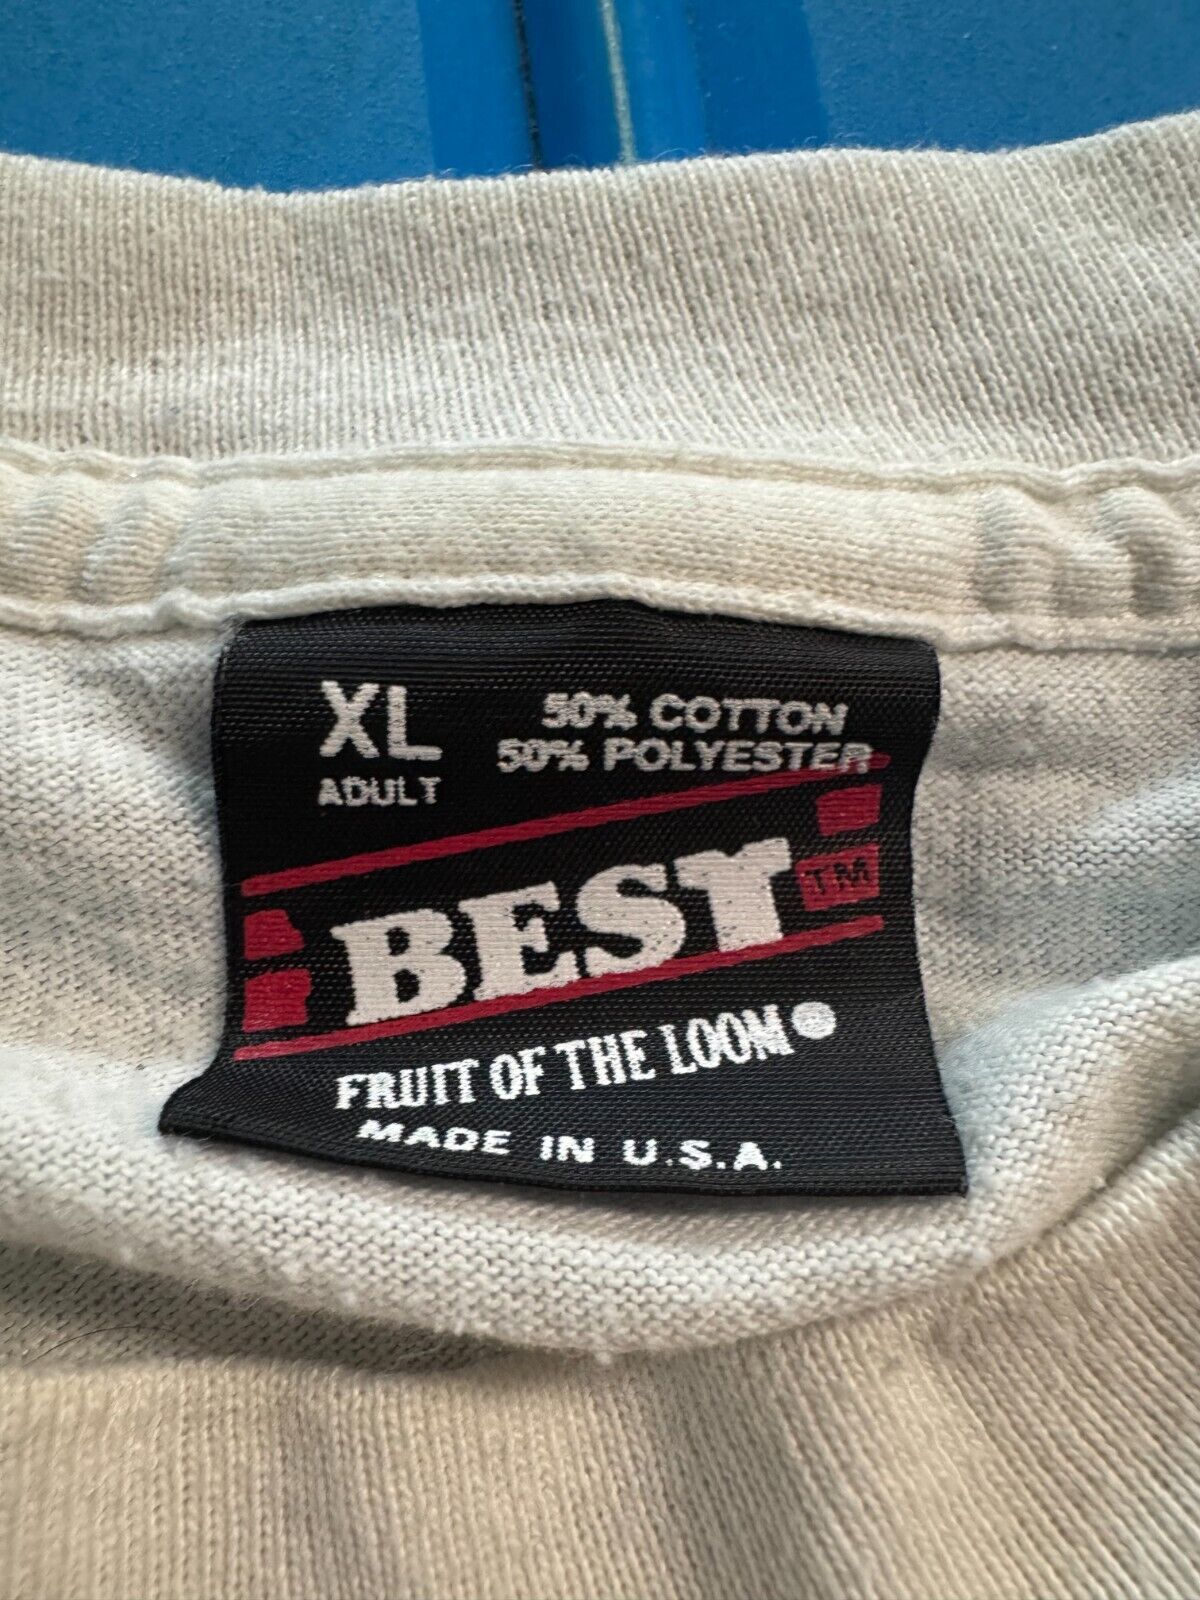 XL
ADULT
50% COTTON
50% POLYESTER
BEST TM
FRUIT OF THE LOOM
MADE IN U.S.A.